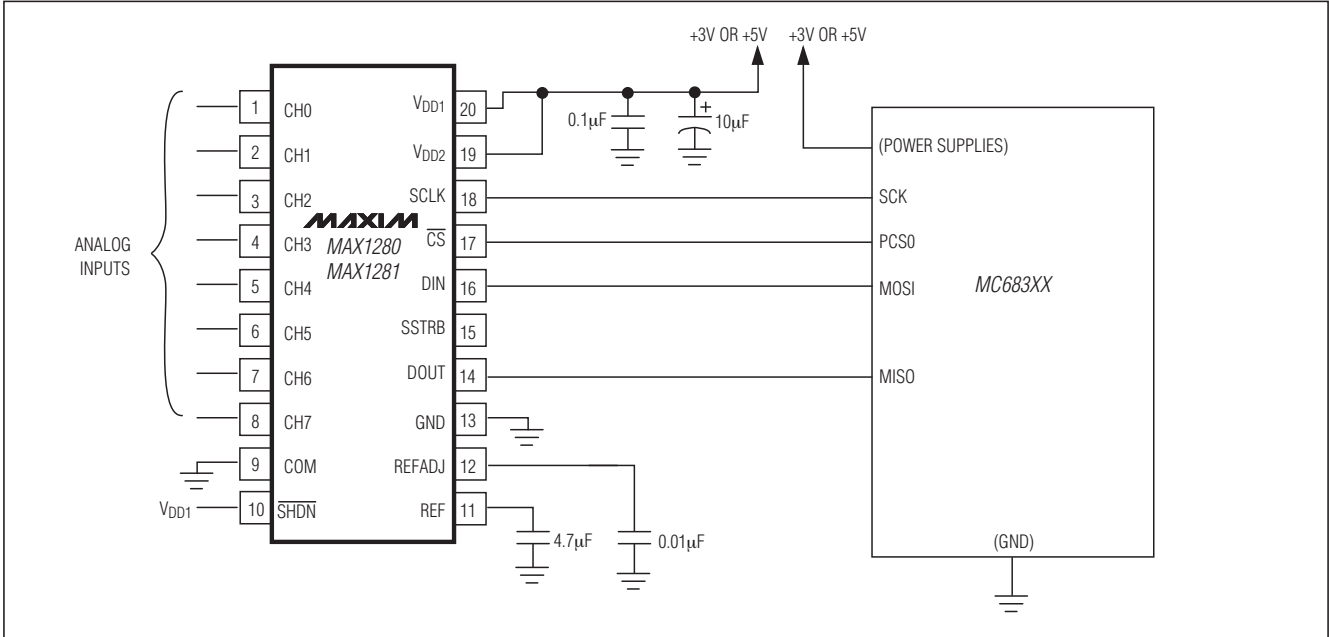 +3V OR +5V +3V OR +5V
1 CH0 VDD1 20
0.1µF + 10µF
2 CH1 VDD2 19
(POWER SUPPLIES)
3 CH2 SCLK 18 SCK
MAXIM
4 CH3 MAX1280 CS 17 PCS0
ANALOG
INPUTS
MAX1281
5 CH4 DIN 16 MOSI
MC683XX
6 CH5 SSTRB 15
7 CH6 DOUT 14 MISO
8 CH7 GND 13
9 COM REFADJ 12
VDD1 10 SHDN REF 11
4.7µF 0.01µF
(GND)